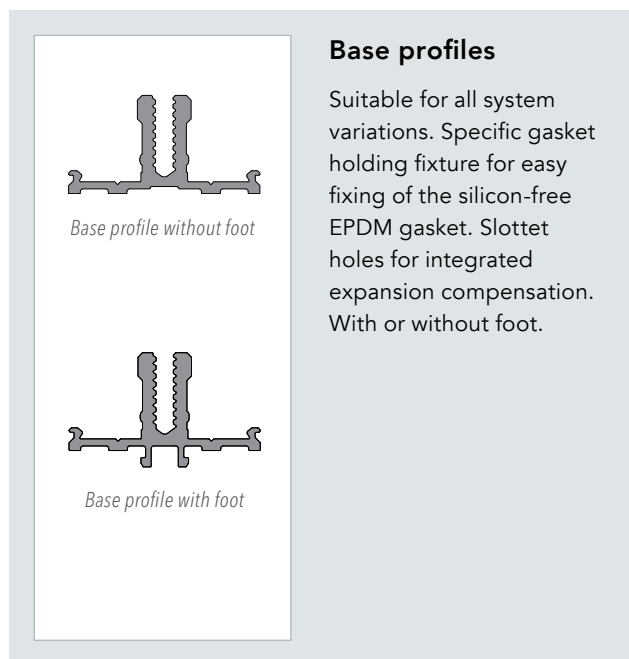 Base profiles
Suitable for all system
variations. Specific gasket
holding fixture for easy
fixing of the silicon-free
EPDM gasket. Slottet
holes for integrated
expansion compensation.
With or without foot.
Base profile without foot
Base profile with foot